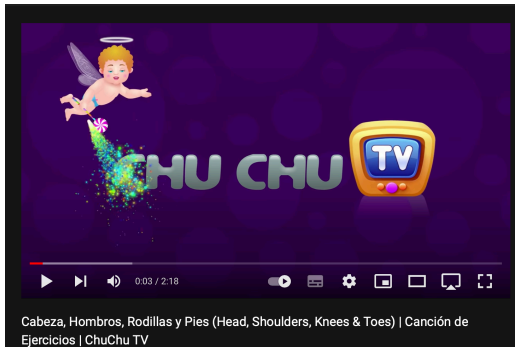 CHU CHU TV
0:03 / 2:18
Cabeza, Hombros, Rodillas y Pies (Head, Shoulders, Knees & Toes) | Canción de
Ejercicios | ChuChu TV